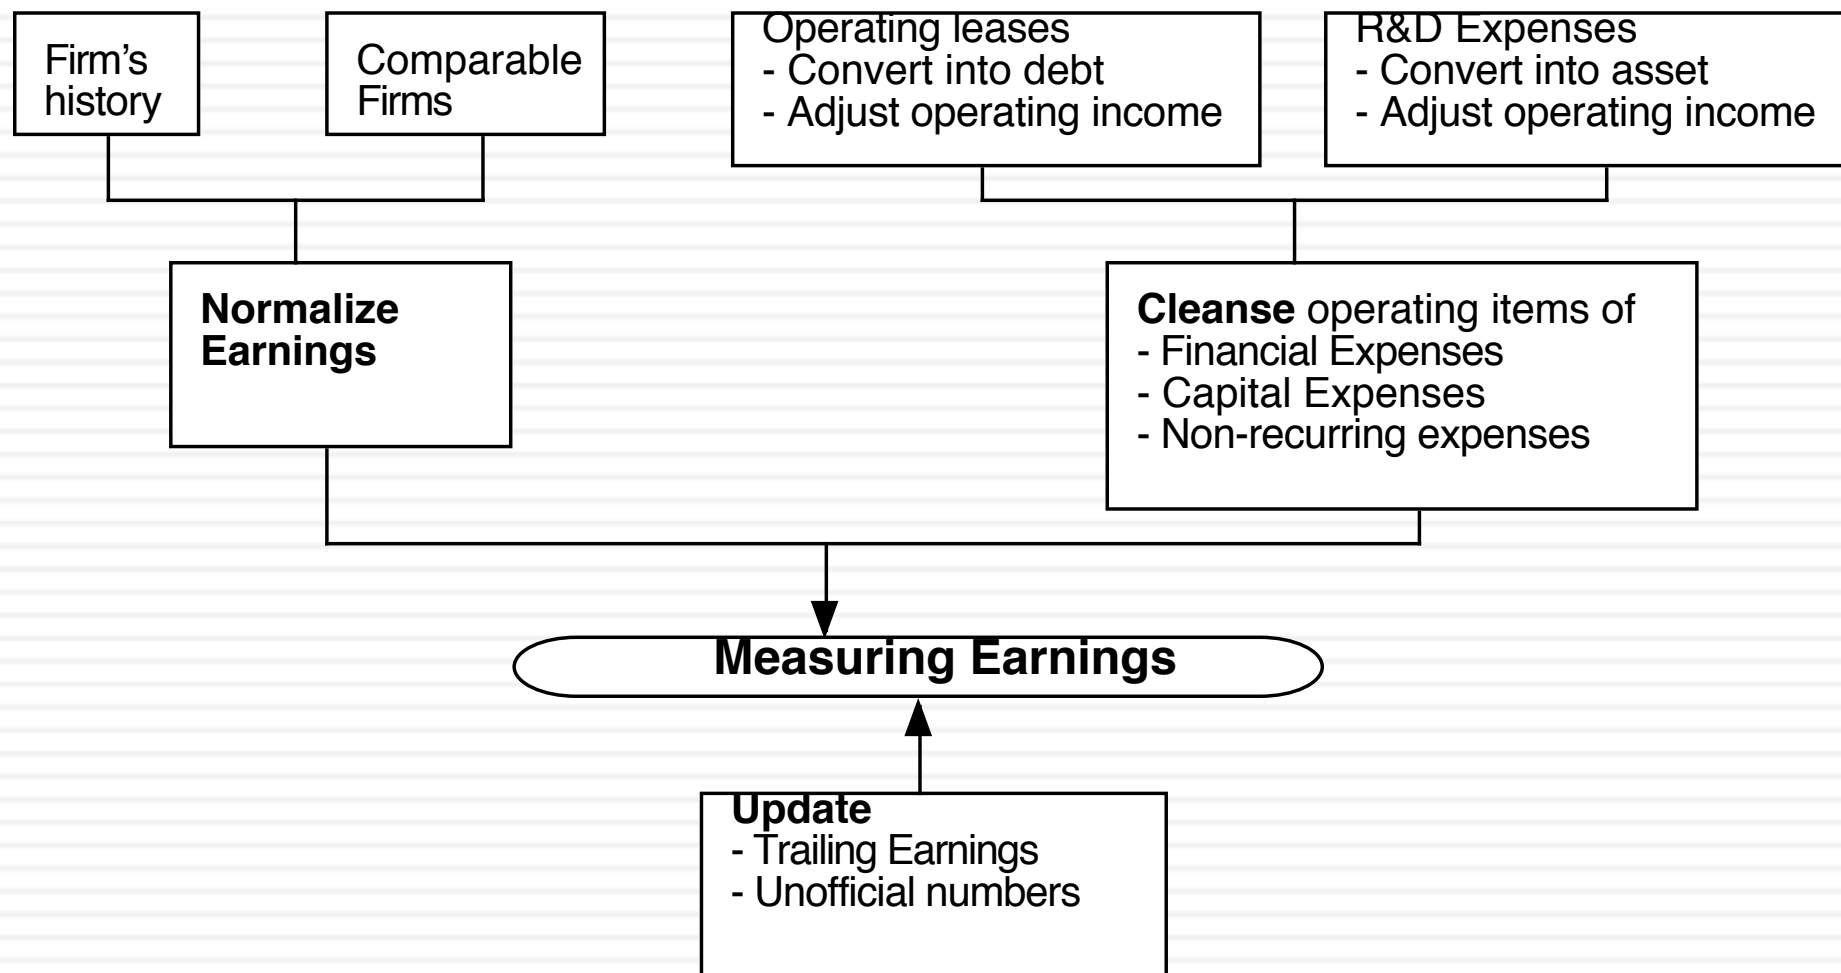 Firm’s
history
Comparable
Firms
Operating leases
- Convert into debt
- Adjust operating income
R&D Expenses
- Convert into asset
- Adjust operating income
Normalize
Earnings
Cleanse operating items of
- Financial Expenses
- Capital Expenses
- Non-recurring expenses
Measuring Earnings
Update
- Trailing Earnings
- Unofficial numbers